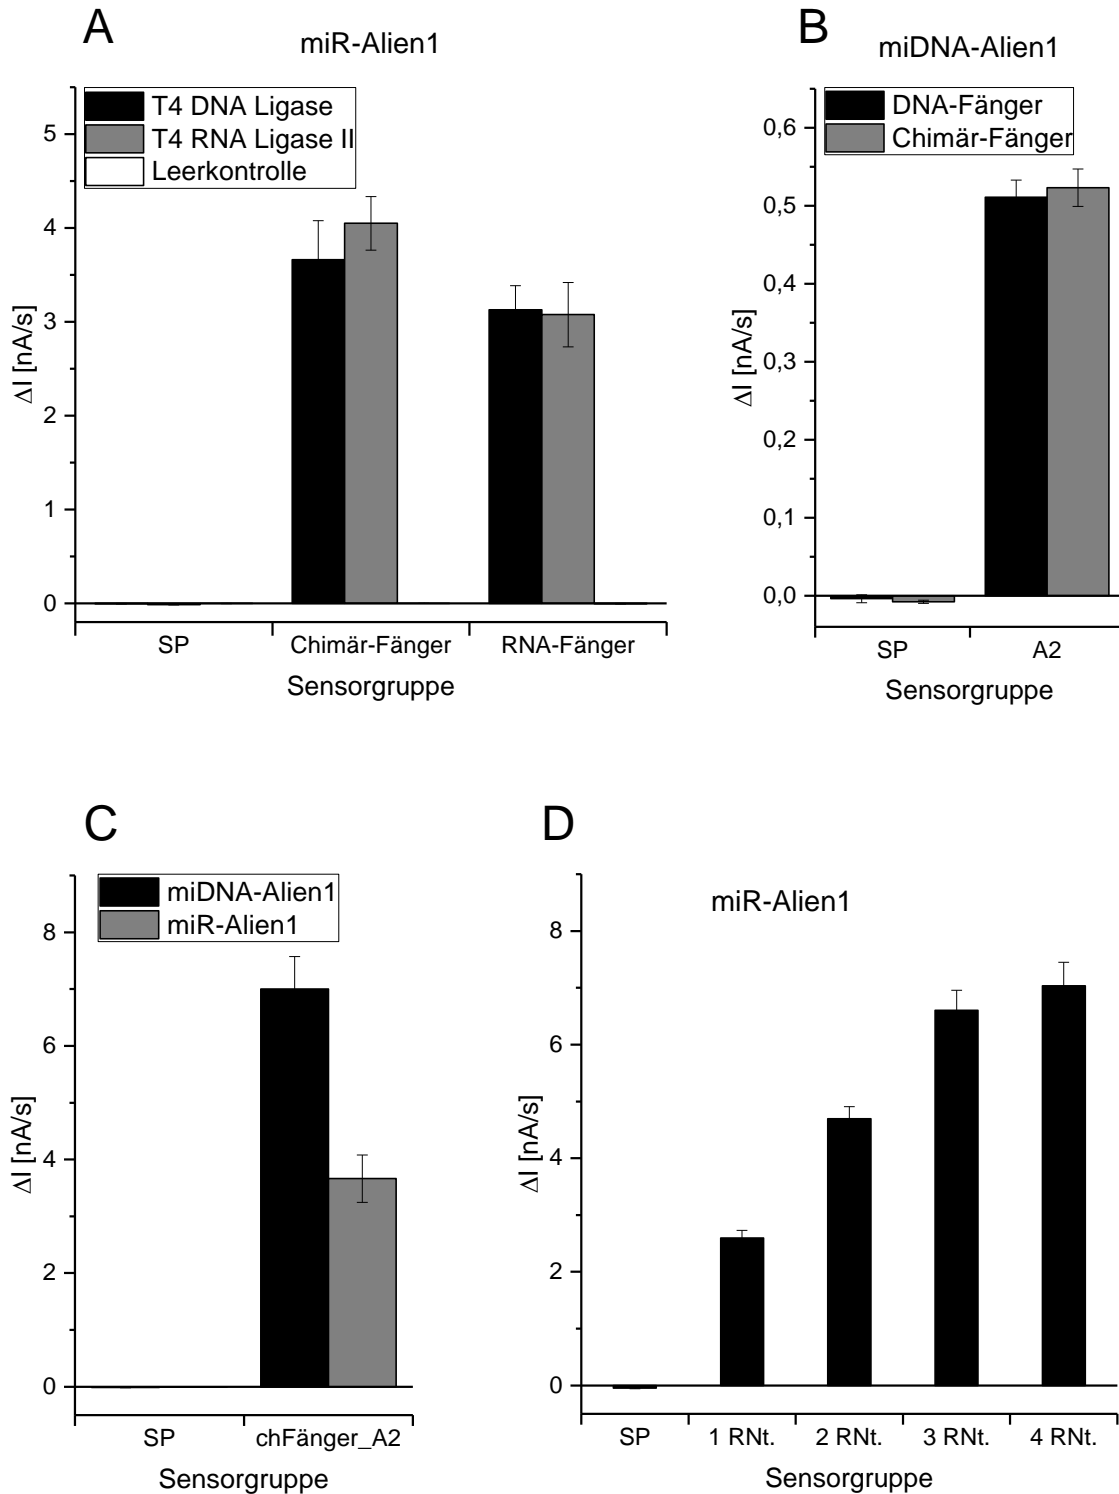 A
miR-Alien1
T4 DNA Ligase
T4 RNA Ligase II
Leerkontrolle
5
4
3
2
1
0
ΔI [nA/s]
SP
Chimär-Fänger
RNA-Fänger
Sensorgruppe
B
miDNA-Alien1
DNA-Fänger
Chimär-Fänger
0,6
0,5
0,4
0,3
0,2
0,1
0,0
ΔI [nA/s]
SP
A2
Sensorgruppe
C
miDNA-Alien1
miR-Alien1
8
6
4
2
0
ΔI [nA/s]
SP
chFänger_A2
Sensorgruppe
D
miR-Alien1
8
6
4
2
0
ΔI [nA/s]
SP
1 RNt.
2 RNt.
3 RNt.
4 RNt.
Sensorgruppe